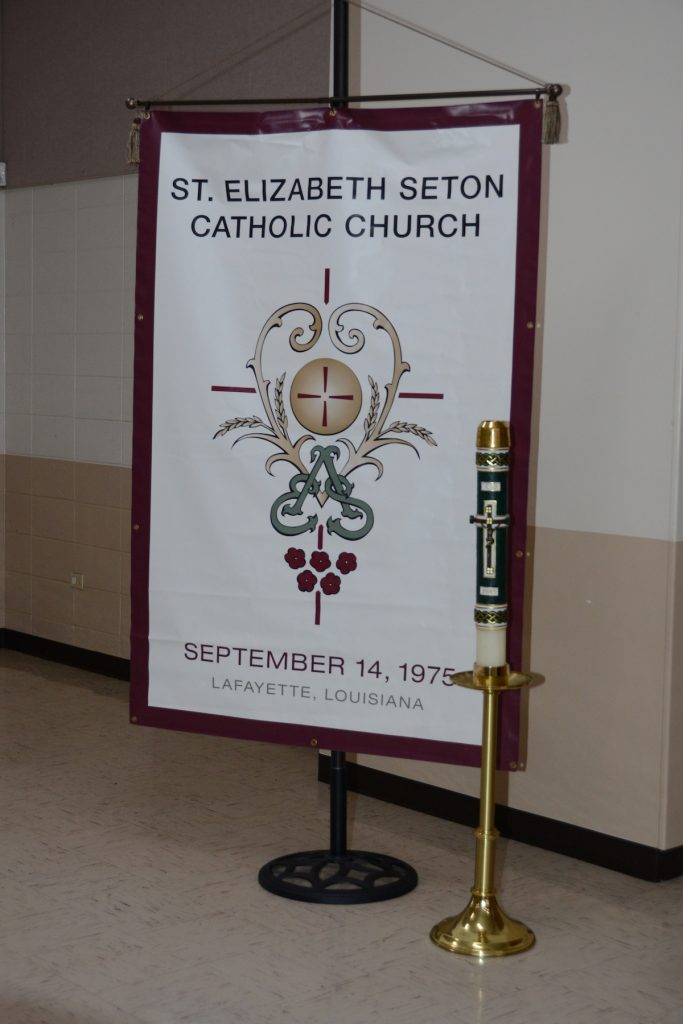 ST. ELIZABETH SETON
CATHOLIC CHURCH
SEPTEMBER 14, 1975
LAFAYETTE, LOUISIANA